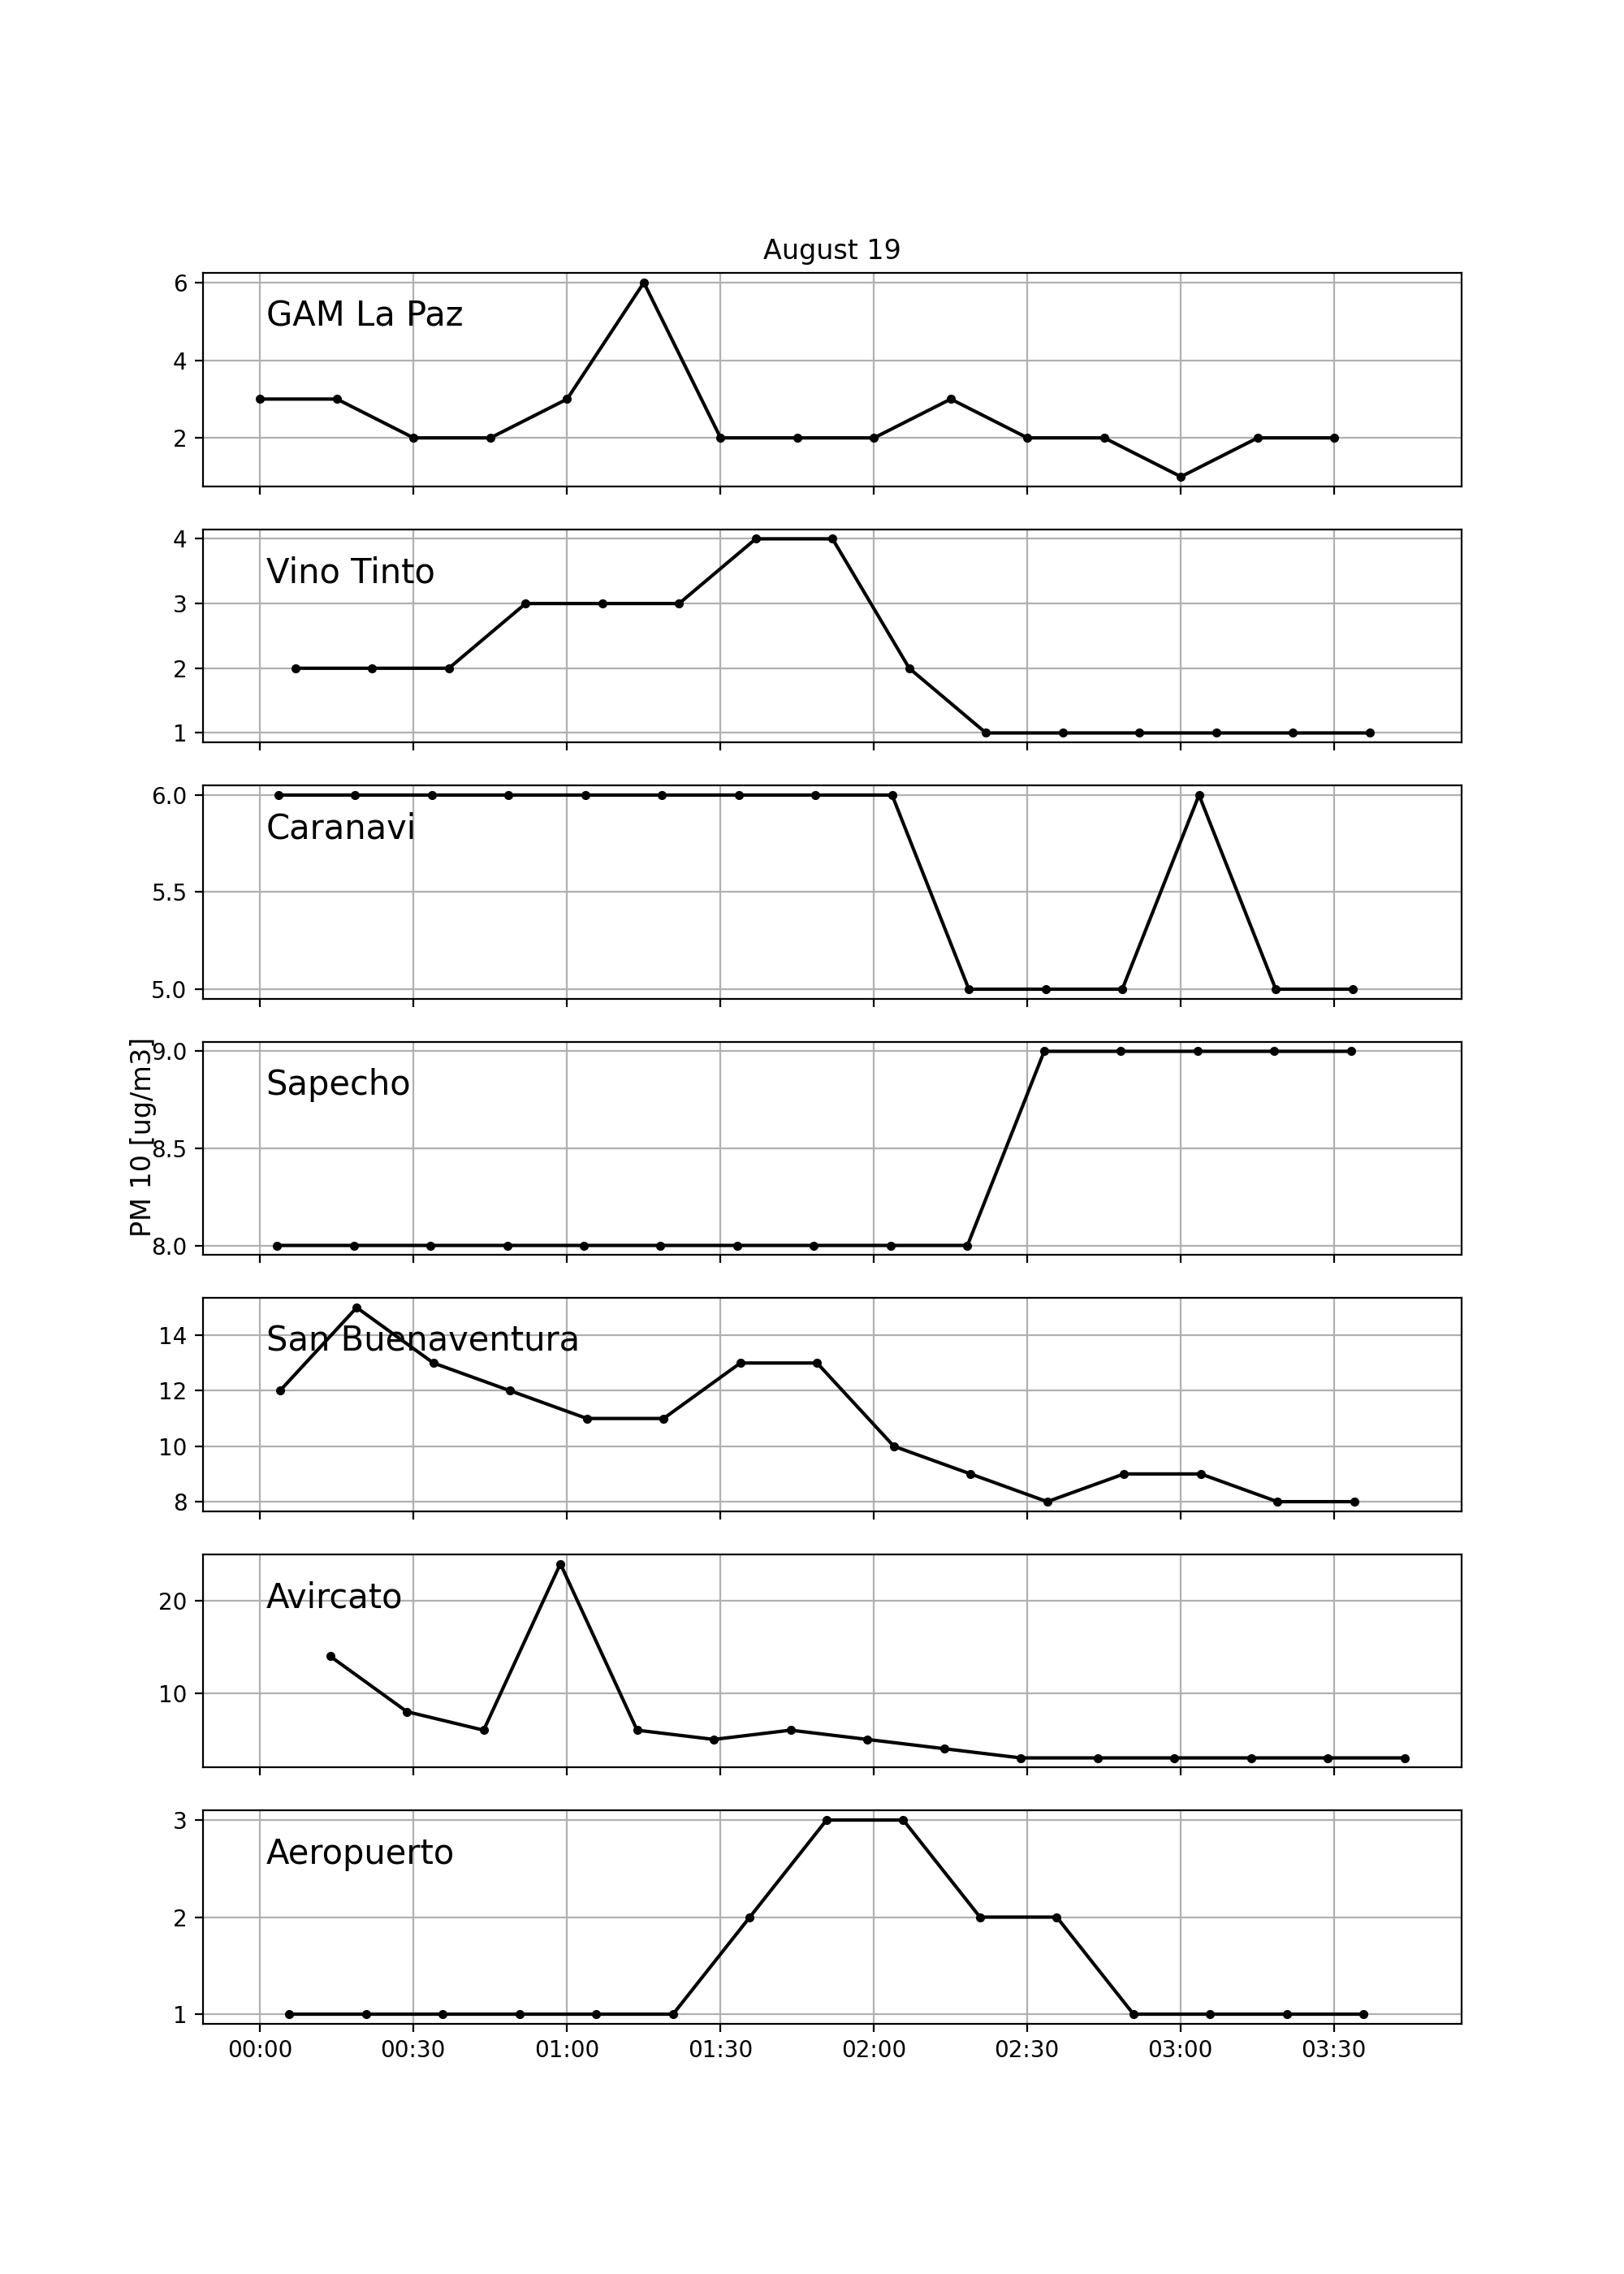 August 19
6
GAM La Paz
4
2
4
Vino Tinto
3
2
1
6.0
Caranavi
5.5
5.0
PM 10 [ug/m3]
9.0
Sapecho
8.5
8.0
San Buenaventura
14
12
10
8
Avircato
20
10
3
Aeropuerto
2
1
00:00 00:30 01:00 01:30 02:00 02:30 03:00 03:30